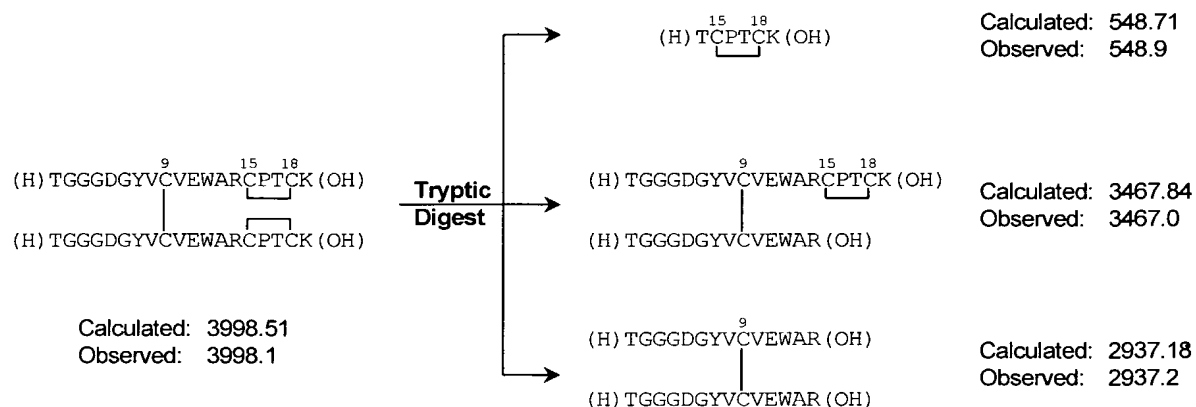 15 18
(H)TCPTCK(OH)
Calculated: 548.71
Observed: 548.9
9 15 18
(H)TGGGDGYVCVEWARCPTCK(OH)
(H)TGGGDGYVCVEWARCPTCK(OH)
Calculated: 3998.51
Observed: 3998.1
Tryptic
Digest
9 15 18
(H)TGGGDGYVCVEWARCPTCK(OH)
(H)TGGGDGYVCVEWAR(OH)
Calculated: 3467.84
Observed: 3467.0
9
(H)TGGGDGYVCVEWAR(OH)
(H)TGGGDGYVCVEWAR(OH)
Calculated: 2937.18
Observed: 2937.2